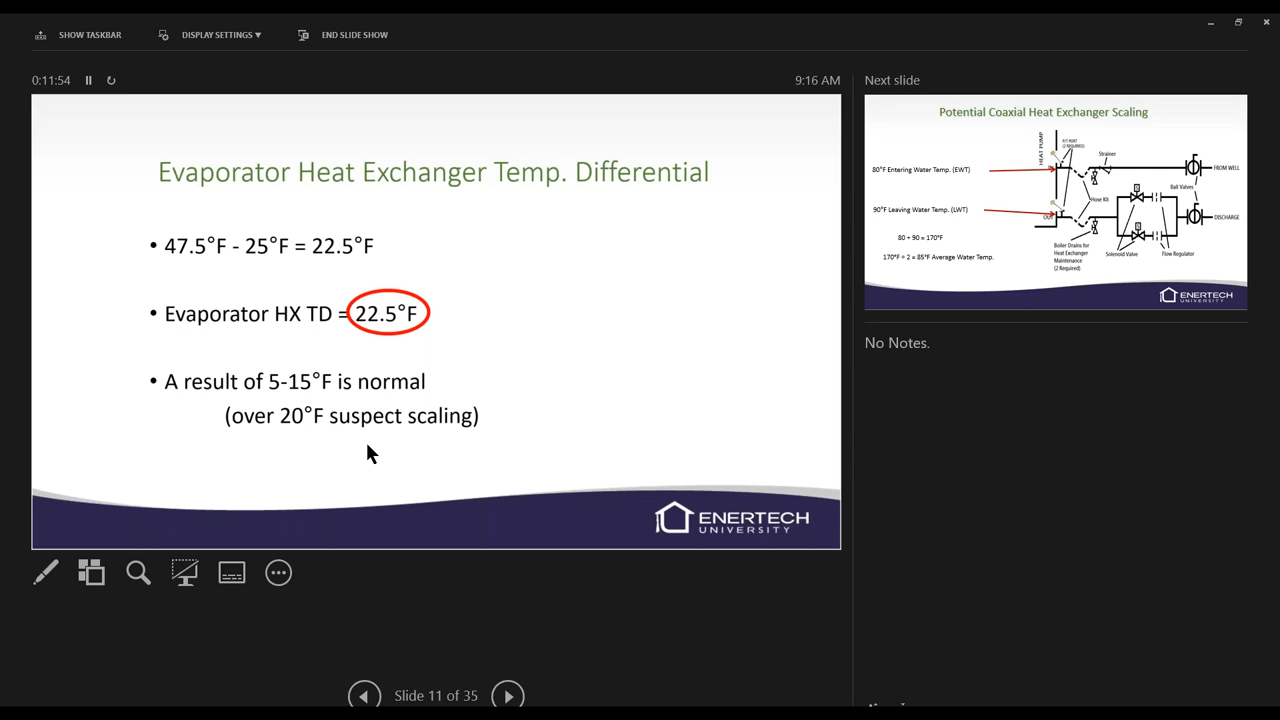 SHOW TASKBAR
DISPLAY SETTINGS ▼
END SLIDE SHOW
0:11:54
9:16 AM
Evaporator Heat Exchanger Temp. Differential
• 47.5°F - 25°F = 22.5°F
• Evaporator HX TD = 22.5°F
• A result of 5-15°F is normal
(over 20°F suspect scaling)
ENERTECH
UNIVERSITY
Slide 11 of 35
Next slide
Potential Coaxial Heat Exchanger Scaling
HEAT PUMP
P/T PORT
(2 REQUIRED)
Strainer
80°F Entering Water Temp. (EWT)
IN
FROM WELL
Ball Valves
Hose Kit
90°F Leaving Water Temp. (LWT)
OUT
DISCHARGE
80 + 90 = 170°F
Boiler Drains for
Heat Exchanger
Maintenance
(2 Required)
Solenoid Valve
Flow Regulator
170°F ÷ 2 = 85°F Average Water Temp.
ENERTECH
UNIVERSITY
No Notes.